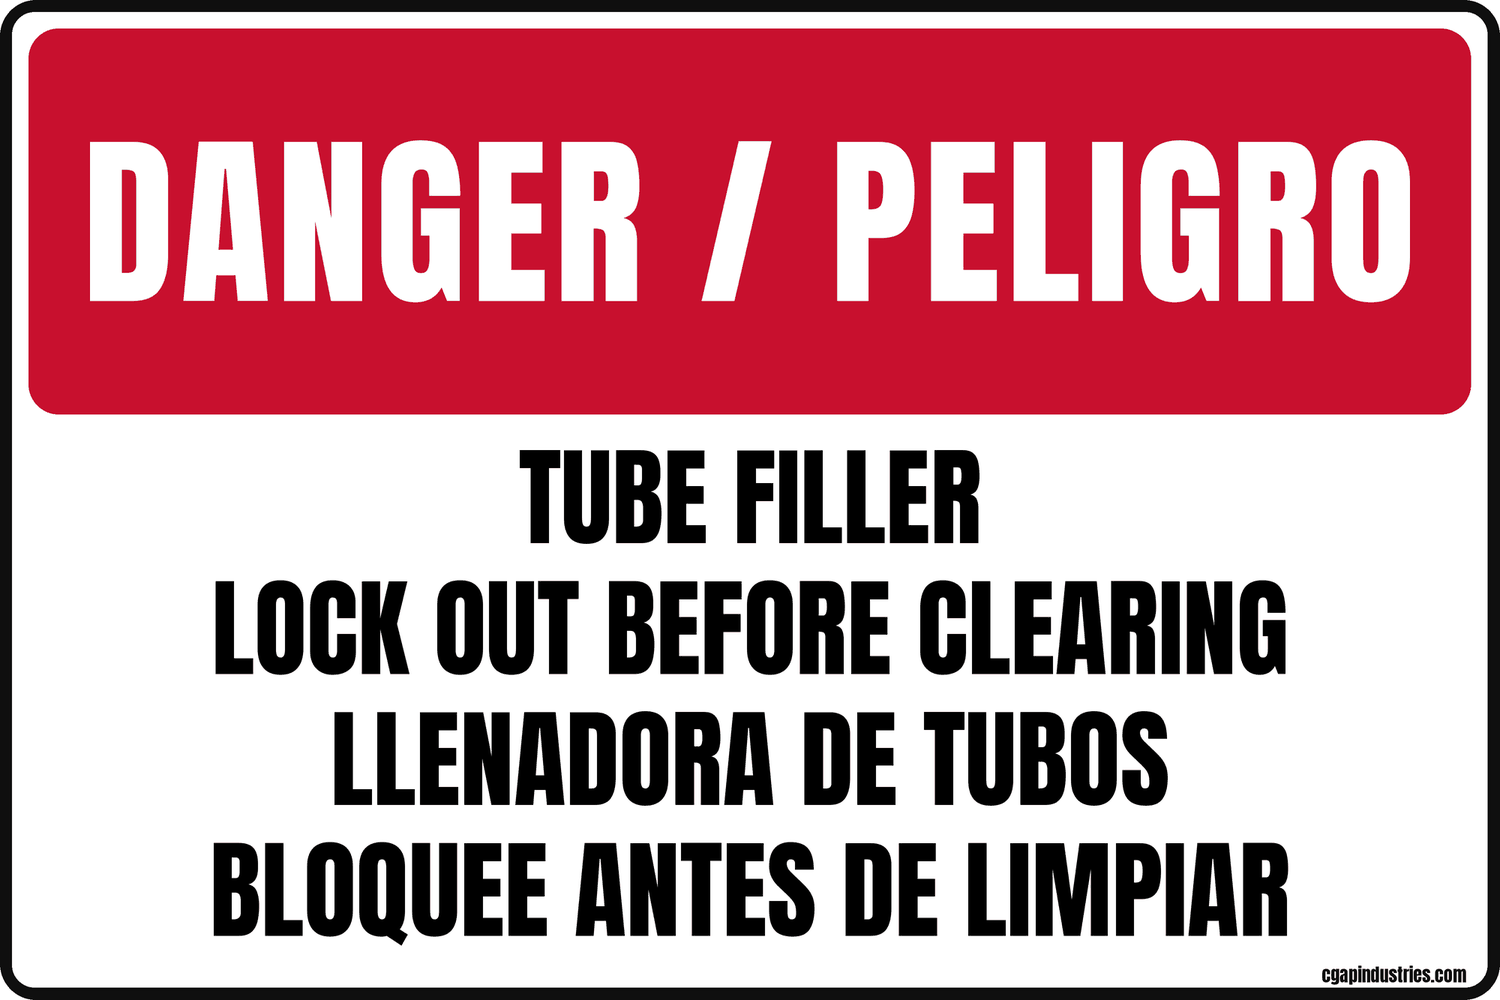 DANGER / PELIGRO
TUBE FILLER
LOCK OUT BEFORE CLEARING
LLENADORA DE TUBOS
BLOQUEE ANTES DE LIMPIAR
cgapindustries.com